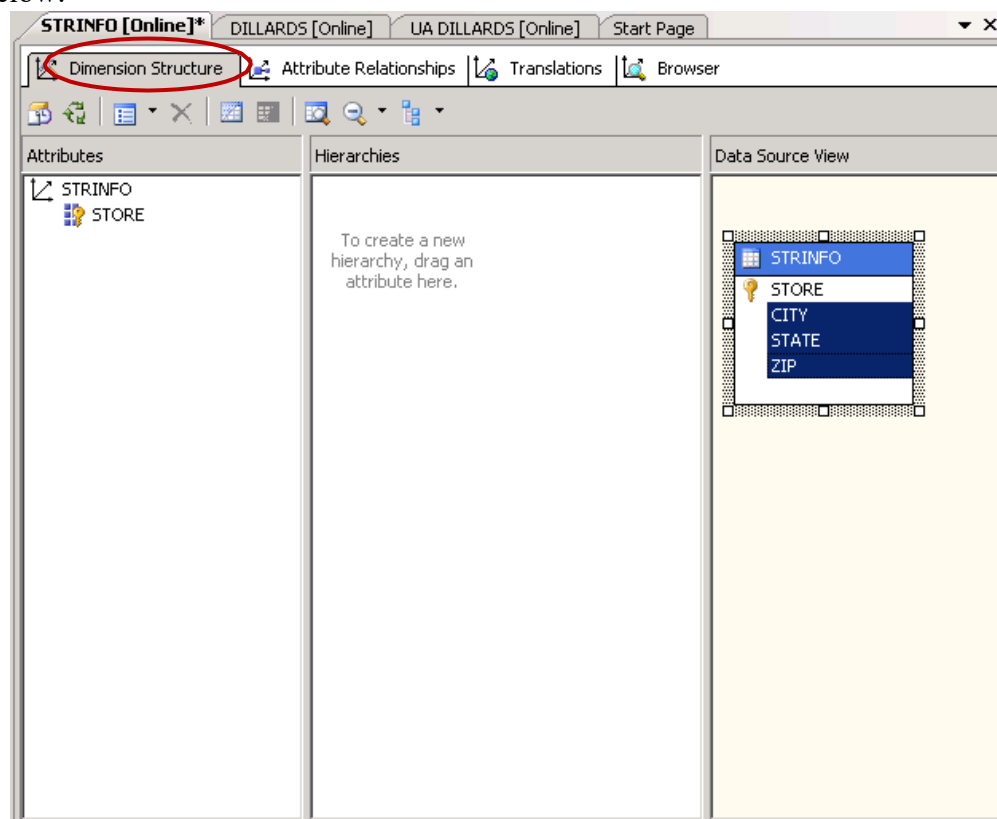 STRINFO [Online]* DILLARDS [Online] UA DILLARDS [Online] Start Page
Dimension Structure Attribute Relationships Translations Browser
Attributes Hierarchies Data Source View
STRINFO
STORE
To create a new
hierarchy, drag an
attribute here.
STRINFO
STORE
CITY
STATE
ZIP